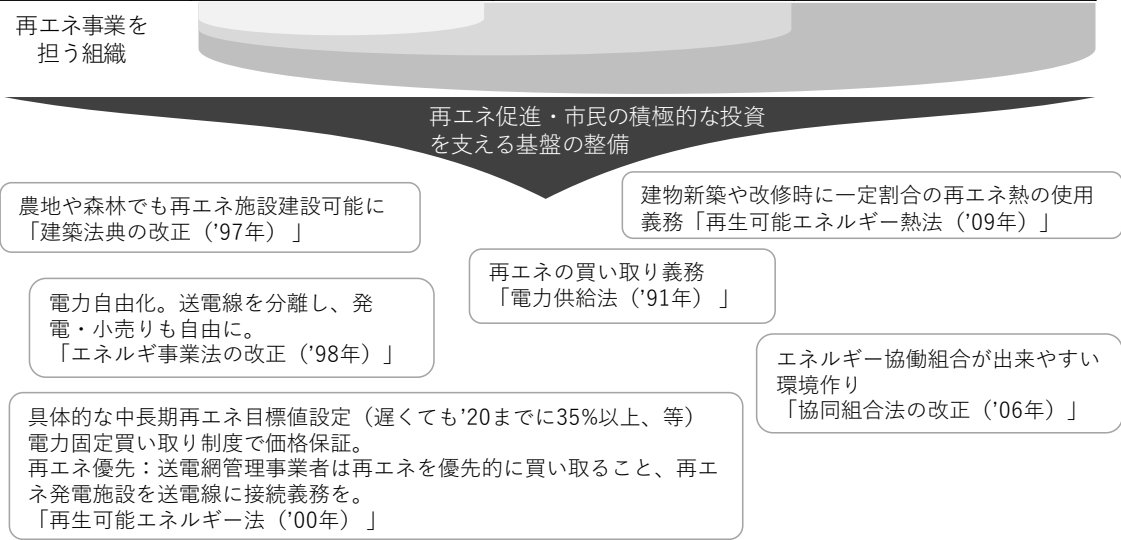 再エネ事業を
担う組織
再エネ促進・市民の積極的な投資
を支える基盤の整備
農地や森林でも再エネ施設建設可能に
「建築法典の改正（’97年） 」
建物新築や改修時に一定割合の再エネ熱の使用
義務「再生可能エネルギー熱法（’09年）」
再エネの買い取り義務
「電力供給法（’91年） 」
電力自由化。送電線を分離し、発
電・小売りも自由に。
「エネルギ事業法の改正（’98年）」
エネルギー協働組合が出来やすい
環境作り
「協同組合法の改正（’06年）」
具体的な中長期再エネ目標値設定（遅くても’20までに35%以上、等）
電力固定買い取り制度で価格保証。
再エネ優先：送電網管理事業者は再エネを優先的に買い取ること、再エ
ネ発電施設を送電線に接続義務を。
「再生可能エネルギー法（’00年） 」